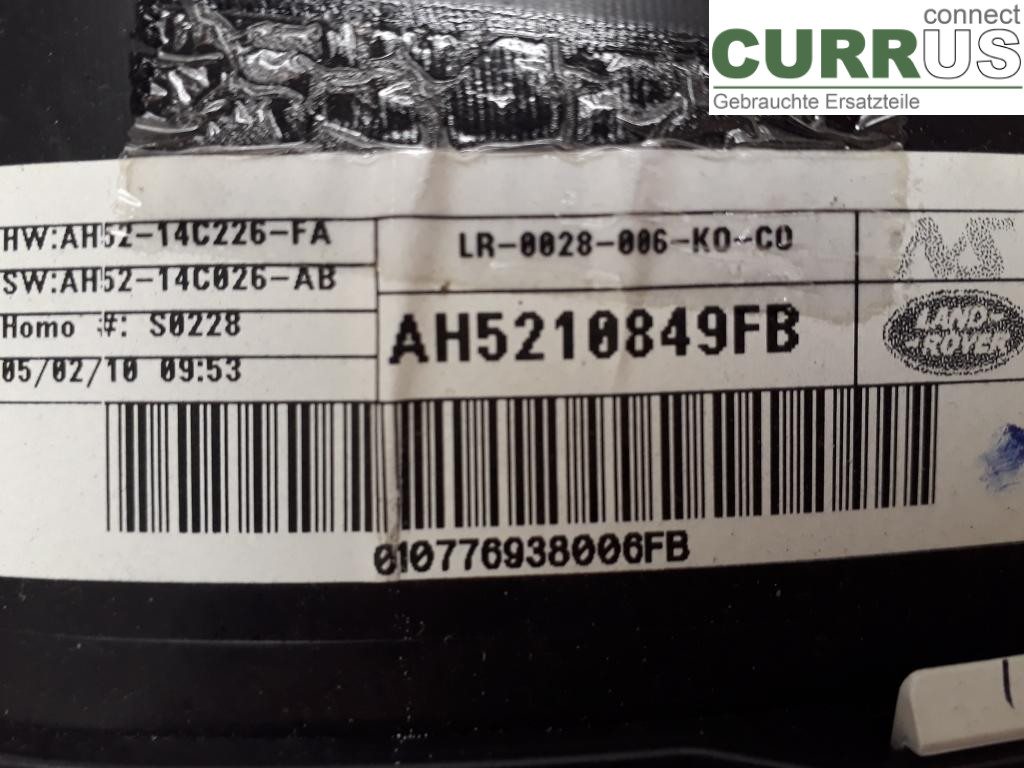 connect
CURRUS
Gebrauchte Ersatzteile
HW:AH52-14C226-FA
SW:AH52-14C026-AB
Homo #: S0228
05/02/10 09:53
LR-0028-006-KO-CO
AH5210849FB
LAND-
ROVER
010776938006FB